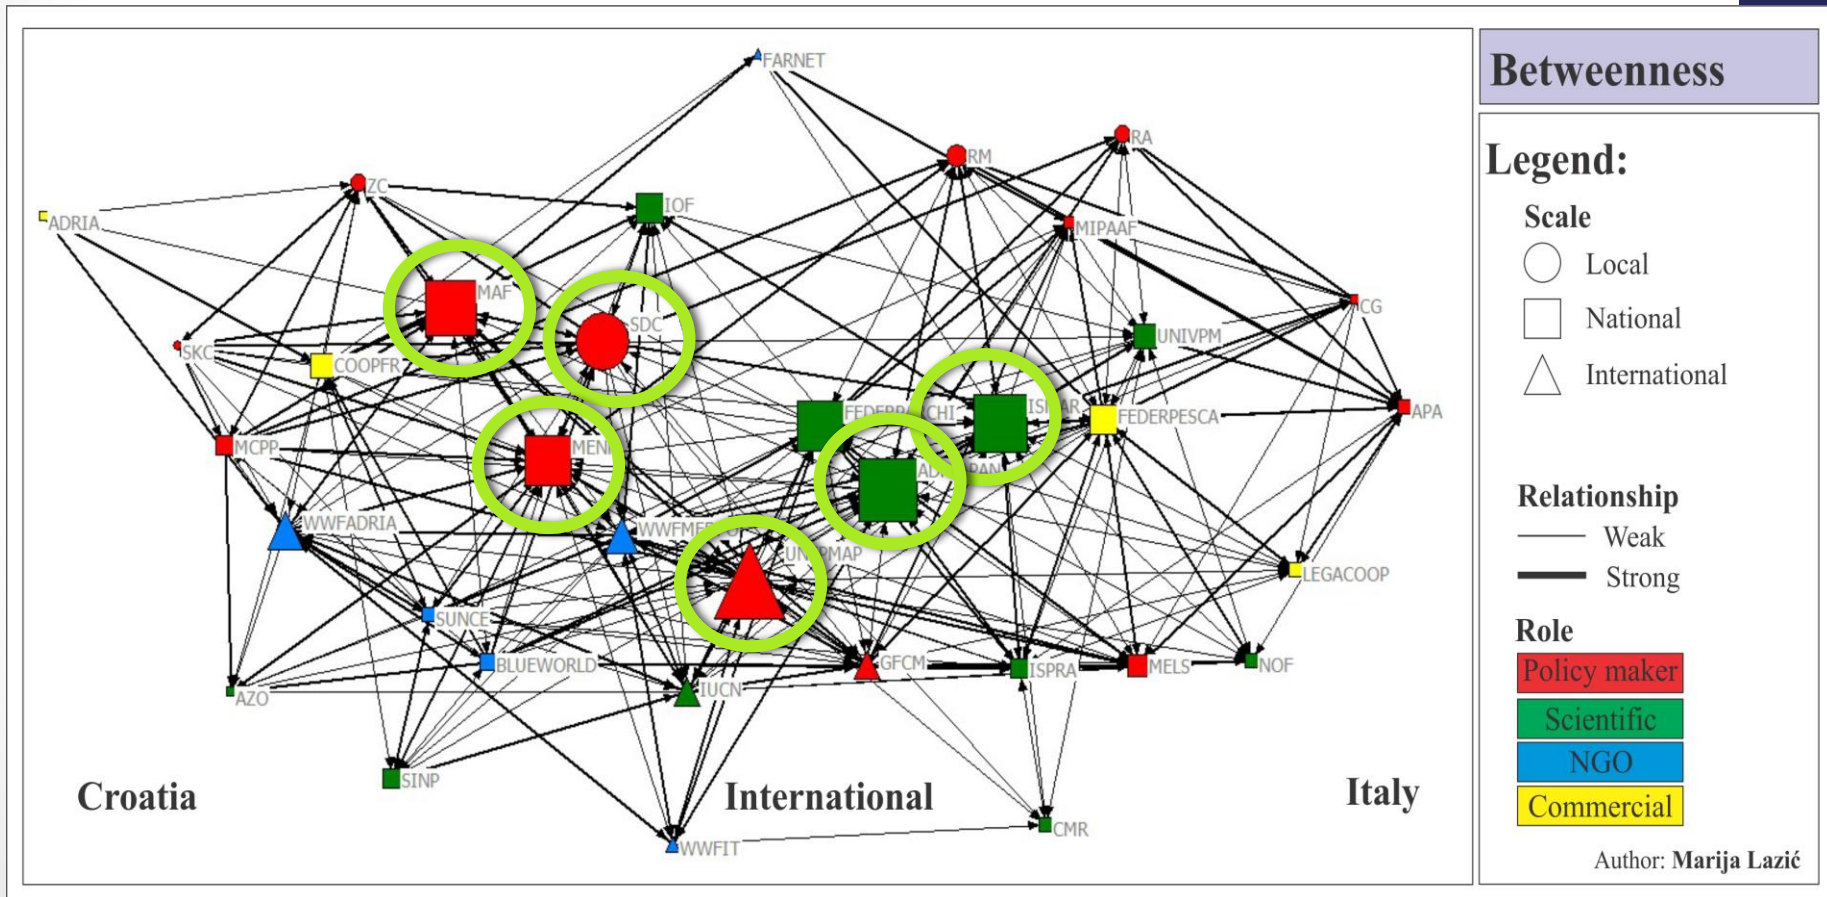 FARNET
RA
RM
ZC
IOF
ADRIA
MIPAAF
MAF
CG
SDC
UNIVPM
SKC
COOPFR
APA
FEDERPESCA
MCPP
WWFADRIA
LEGACOOP
SUNCE
BLUEWORLD
GFCM
ISPRA
MELS
NOF
AZO
IUCN
SINP
CMR
WWFIT
Croatia
International
Italy
Betweenness
Legend:
Scale
Local
National
International
Relationship
Weak
Strong
Role
Policy maker
Scientific
NGO
Commercial
Author: Marija Lazić